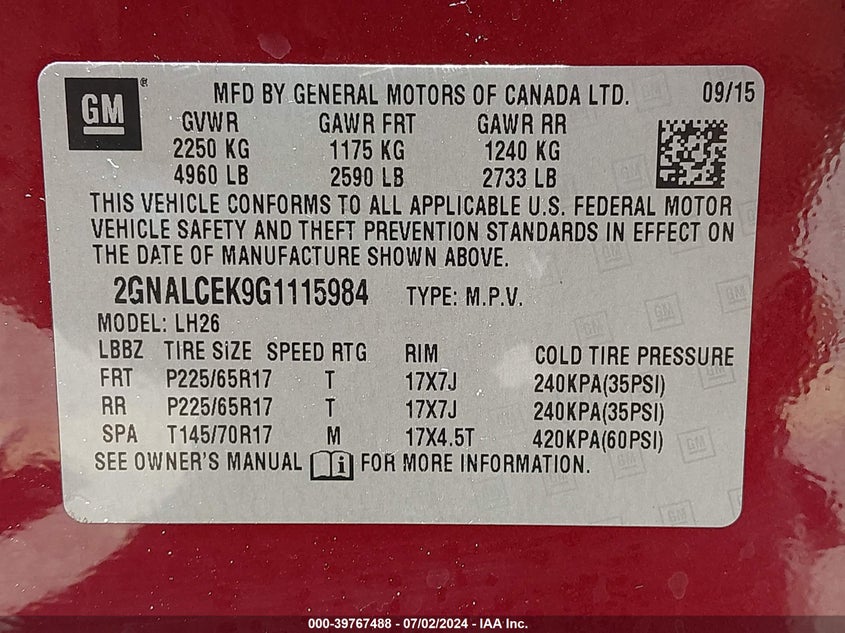 GM ® MFD BY GENERAL MOTORS OF CANADA LTD. 09/15
GVWR GAWR FRT GAWR RR
2250 KG 1175 KG 1240 KG
4960 LB 2590 LB 2733 LB
THIS VEHICLE CONFORMS TO ALL APPLICABLE U.S. FEDERAL MOTOR
VEHICLE SAFETY AND THEFT PREVENTION STANDARDS IN EFFECT ON
THE DATE OF MANUFACTURE SHOWN ABOVE.
2GNALCEK9G1115984 TYPE: M.P.V.
MODEL: LH26
LBBZ TIRE SIZE SPEED RTG RIM COLD TIRE PRESSURE
FRT P225/65R17 T 17X7J 240KPA(35PSI)
RR P225/65R17 T 17X7J 240KPA(35PSI)
SPA T145/70R17 M 17X4.5T 420KPA(60PSI)
SEE OWNER'S MANUAL i FOR MORE INFORMATION.
000-39767488 - 07/02/2024 - IAA Inc.